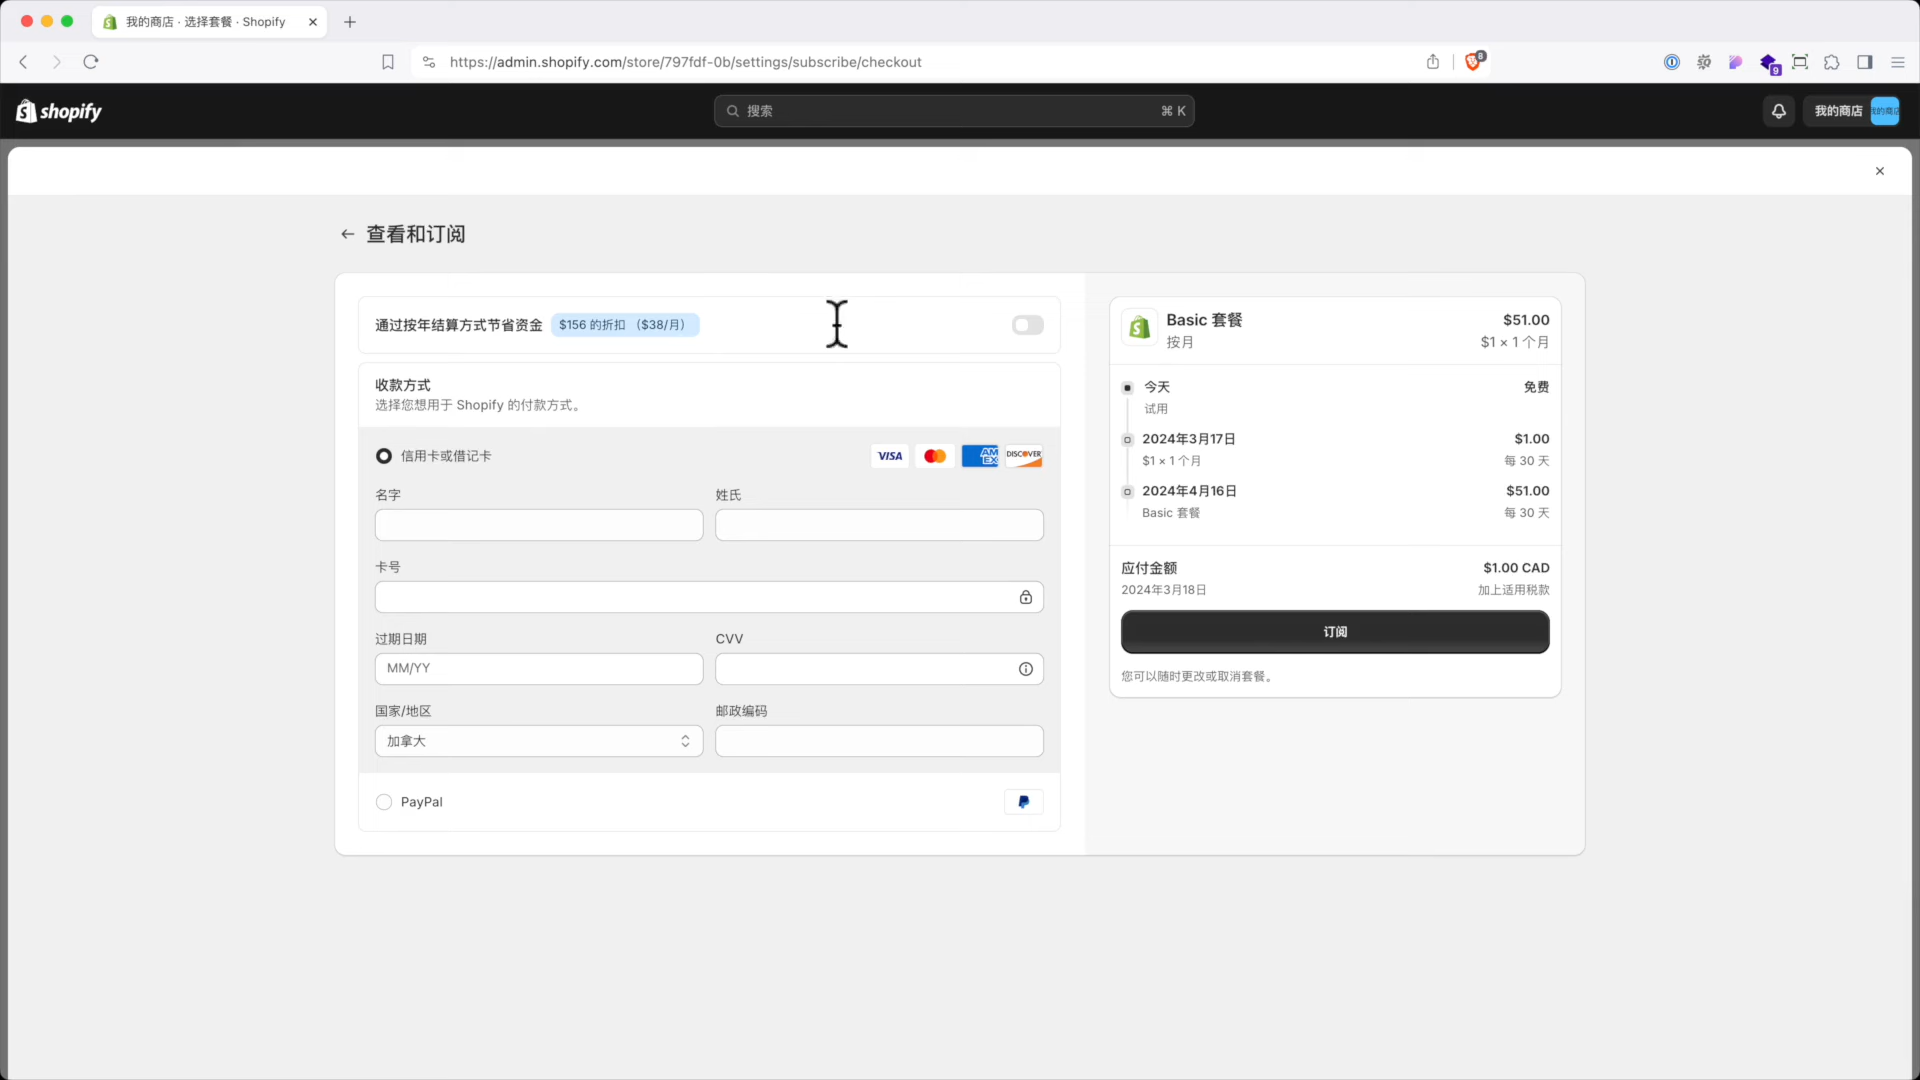 我的商店 · 选择套餐 · Shopify
https://admin.shopify.com/store/797fdf-0b/settings/subscribe/checkout
8
9
shopify
搜索
⌘ K
我的商店
我的商店
查看和订阅
通过按年结算方式节省资金
$156 的折扣 （$38/月）
收款方式
选择您想用于 Shopify 的付款方式。
信用卡或借记卡
VISA
AM EX
DISCOVER
名字
姓氏
卡号
过期日期
CVV
MM/YY
国家/地区
邮政编码
加拿大
PayPal
Basic 套餐
$51.00
按月
$1 × 1 个月
今天
免费
试用
2024年3月17日
$1.00
$1 × 1 个月
每 30 天
2024年4月16日
$51.00
Basic 套餐
每 30 天
应付金额
$1.00 CAD
2024年3月18日
加上适用税款
订阅
您可以随时更改或取消套餐。